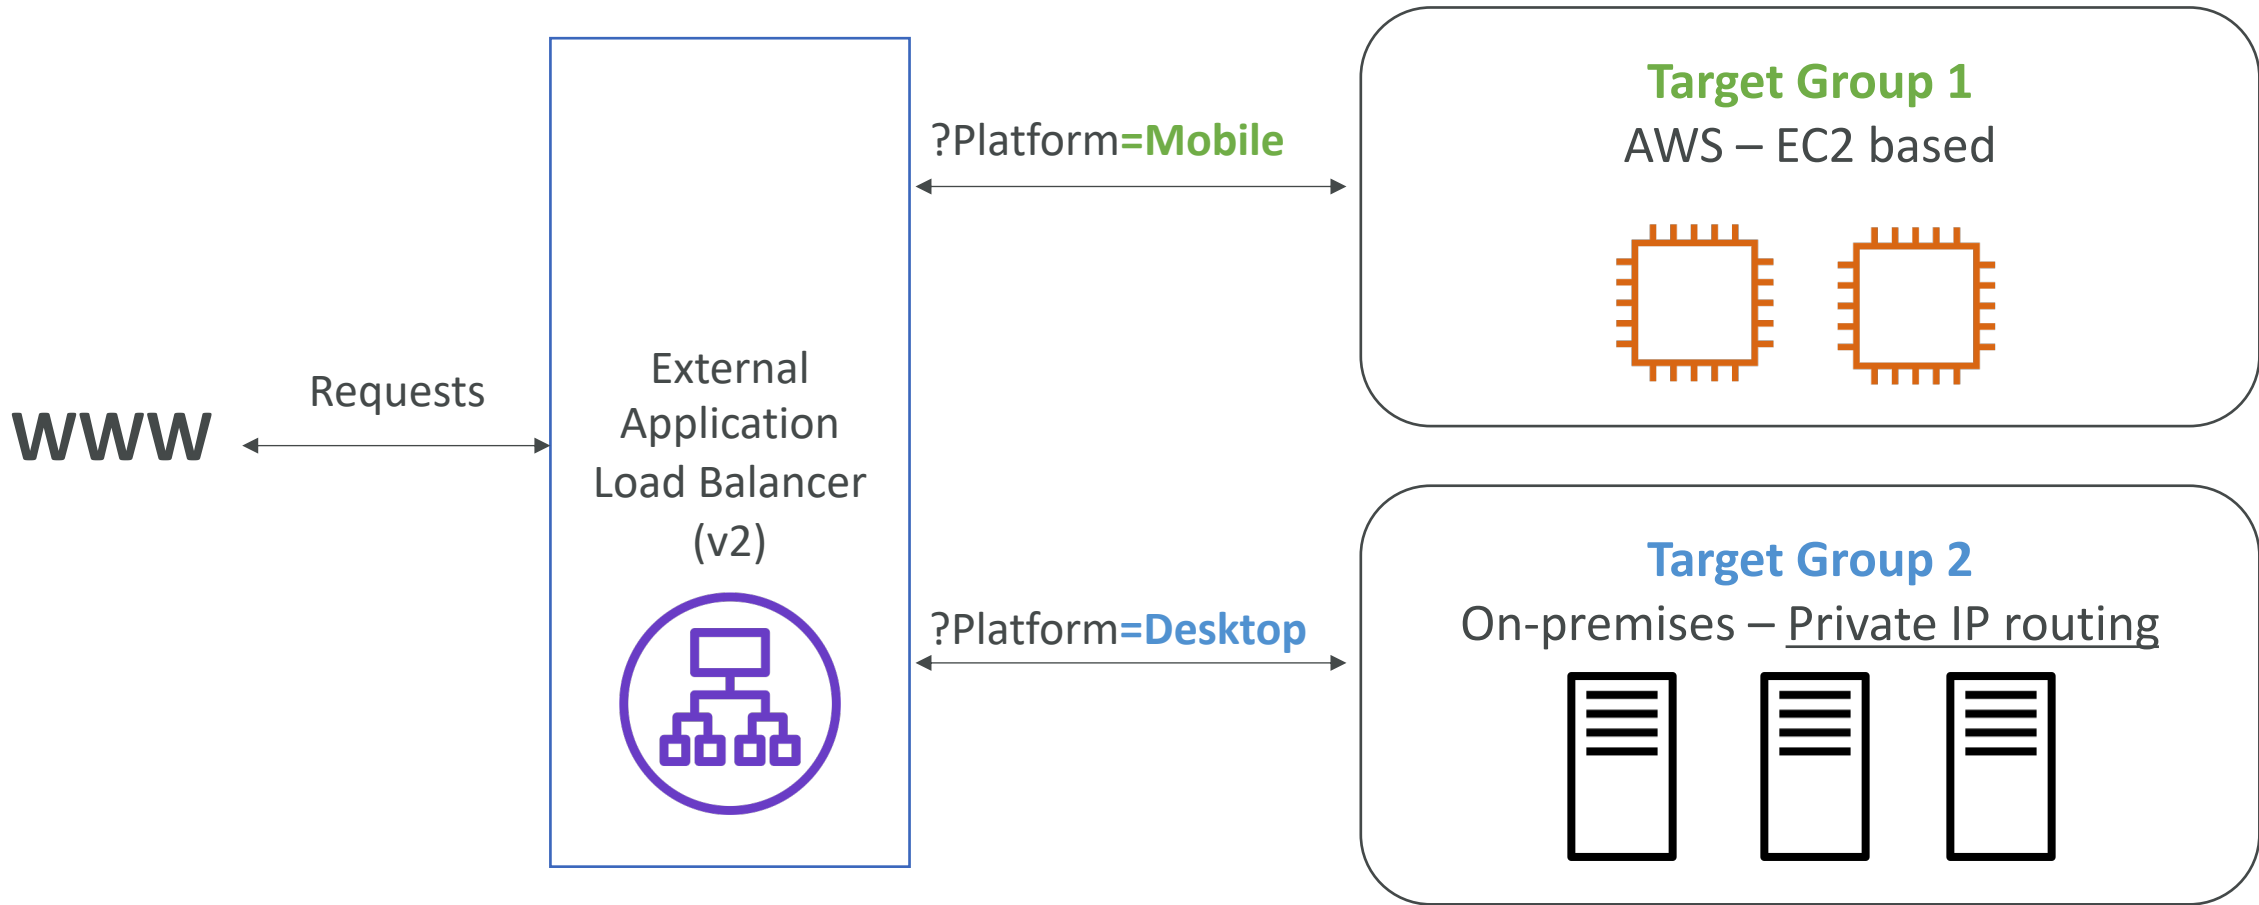 WWW
Requests
External
Application
Load Balancer
(v2)
?Platform=Mobile
Target Group 1
AWS – EC2 based
?Platform=Desktop
Target Group 2
On-premises – Private IP routing